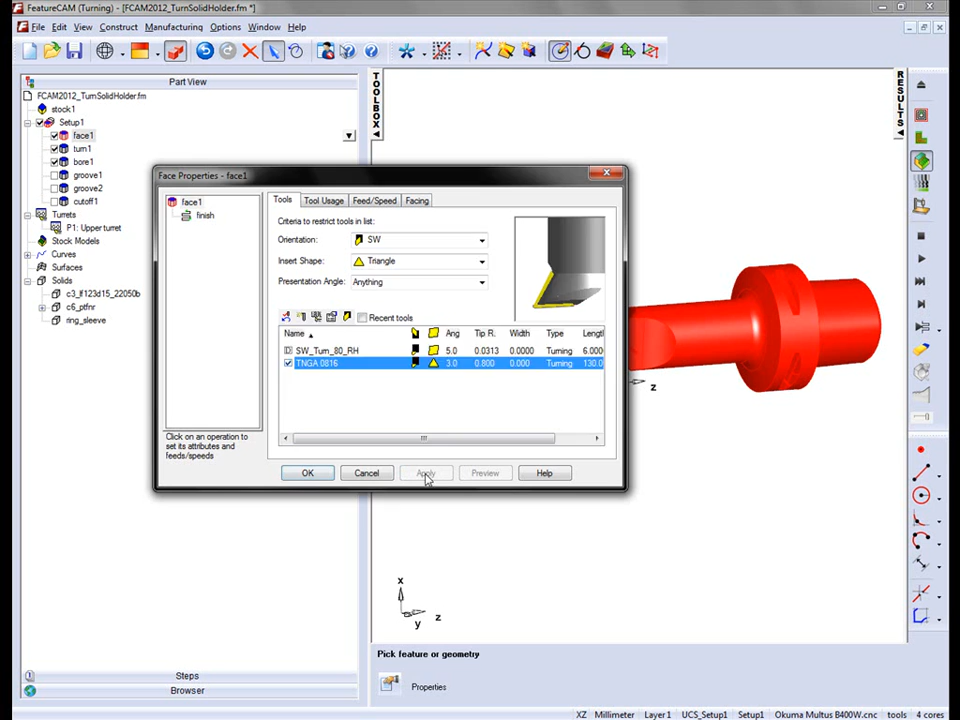 FeatureCAM (Turning) - [FCAM2012_TurnSolidHolder.fm *]
File Edit View Construct Manufacturing Options Window Help
Part View
TOOLBOX
RESULTS
FCAM2012_TurnSolidHolder.fm
stock1
Setup1
face1
turn1
bore1
groove1
groove2
cutoff1
Turrets
P1: Upper turret
Stock Models
Curves
Surfaces
Solids
c3_lf123d15_22050b
c6_ptfnr
ring_sleeve
Face Properties - face1
face1
finish
Click on an operation to
set its attributes and
feeds/speeds
Tools Tool Usage Feed/Speed Facing
Criteria to restrict tools in list:
Orientation: SW
Insert Shape: Triangle
Presentation Angle: Anything
Recent tools
Name Ang Tip R. Width Type Length
SW_Turn_80_RH 5.0 0.0313 0.0000 Turning 6.000
TNGA 0816 3.0 0.800 0.000 Turning 130.0
OK Cancel Apply Preview Help
z
x
z
y
Pick feature or geometry
Properties
Steps
Browser
XZ Millimeter Layer1 UCS_Setup1 Setup1 Okuma Multus B400W.cnc tools 4 cores